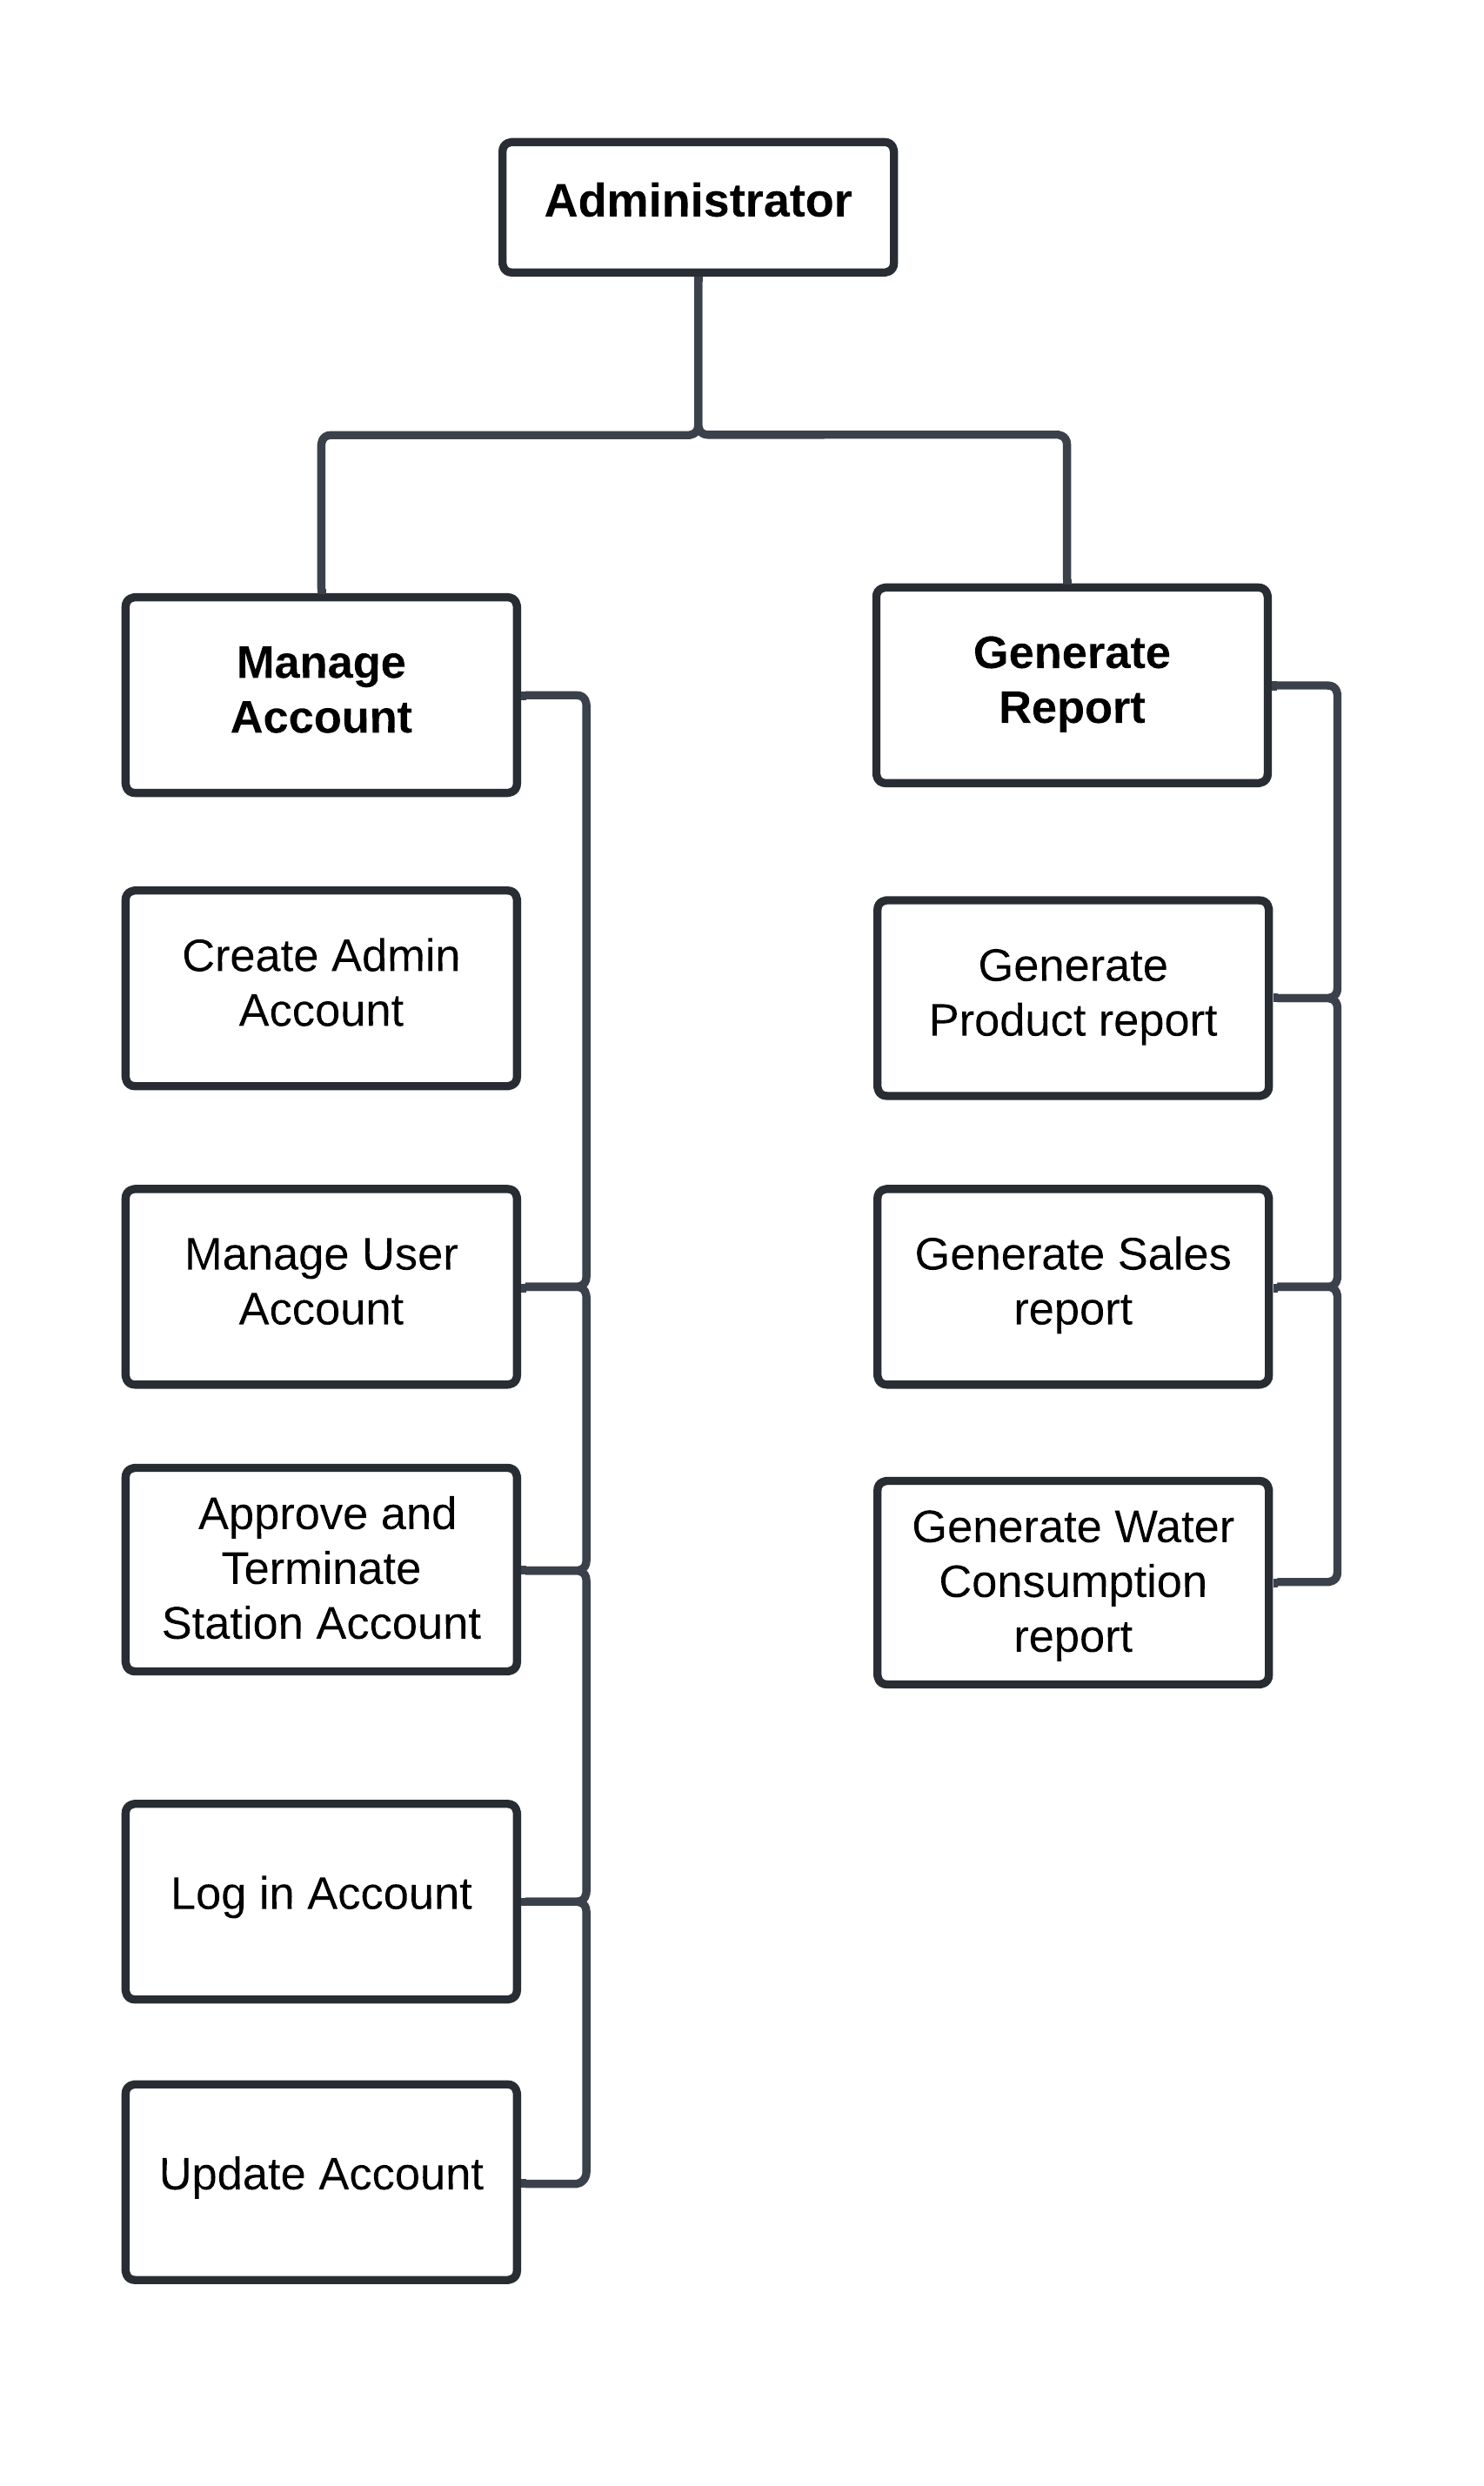 Administrator
Manage
Account
Create Admin
Account
Manage User
Account
Approve and
Terminate
Station Account
Log in Account
Update Account
Generate
Report
Generate
Product report
Generate Sales
report
Generate Water
Consumption
report